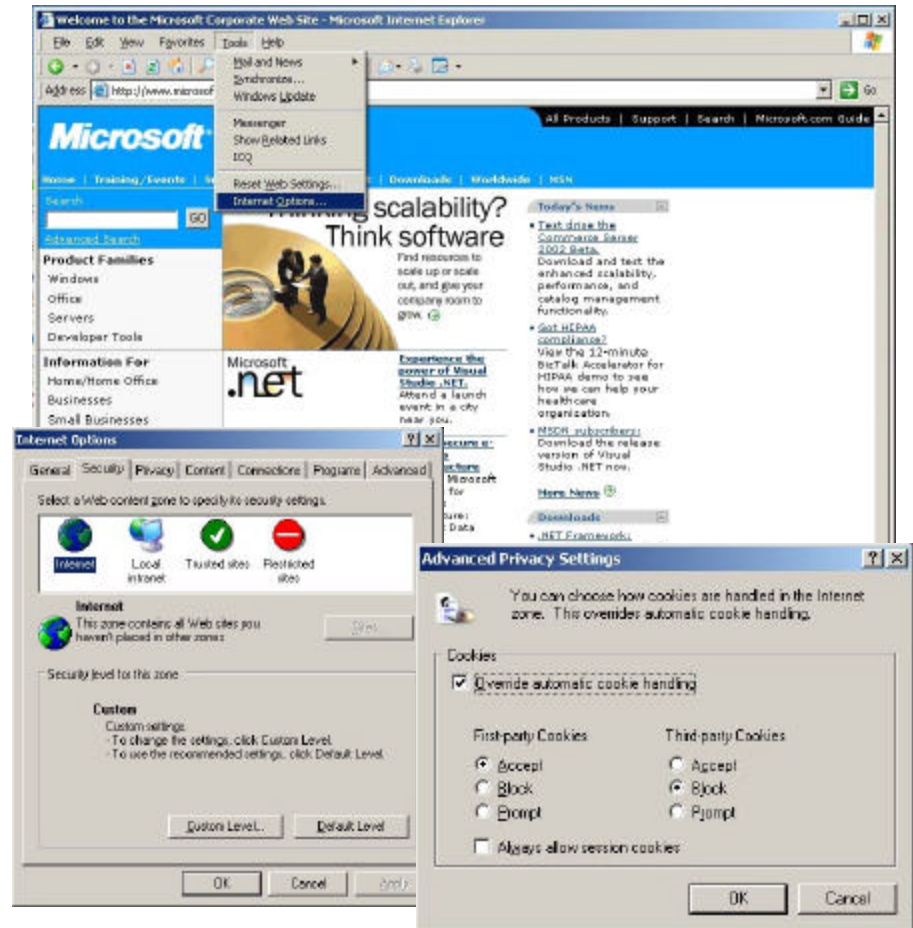 Welcome to the Microsoft Corporate Web Site - Microsoft Internet Explorer
File Edit View Favorites Tools Help
Mail and News
Synchronize...
Windows Update
Messenger
Show Related Links
ICQ
Reset Web Settings...
Internet Options...
Address http://www.microsof
Go
All Products | Support | Search | Microsoft.com Guide
Microsoft
Home | Training/Events | Downloads | Worldwide | MSN
Search
GO
Advanced Search
Product Families
Windows
Office
Servers
Developer Tools
Information For
Home/Home Office
Businesses
Small Businesses
scalability?
Think software
Find resources to
scale up or scale
out, and give your
company room to
grow.
Microsoft
.net
Experience the
power of Visual
Studio .NET.
Attend a launch
event in a city
near you.
Microsoft
for
Data
Today's News
Test drive the
Commerce Server
2002 Beta.
Download and test the
enhanced scalability,
performance, and
catalog management
functionality.
Got HIPAA
compliance?
View the 12-minute
BizTalk Accelerator for
HIPAA demo to see
how we can help your
healthcare
organization.
MSDN subscribers:
Download the release
version of Visual
Studio .NET now.
More News
Downloads
.NET Framework:
Internet Options
General Security Privacy Content Connections Programs Advanced
Select a Web content zone to specify its security settings.
Internet
Local intranet
Trusted sites
Restricted sites
Internet
This zone contains all Web sites you
haven't placed in other zones
Sites...
Security level for this zone
Custom
Custom settings.
- To change the settings, click Custom Level.
- To use the recommended settings, click Default Level.
Custom Level... Default Level
OK Cancel Apply
Advanced Privacy Settings
You can choose how cookies are handled in the Internet
zone. This overrides automatic cookie handling.
Cookies
Override automatic cookie handling
First-party Cookies Third-party Cookies
Accept Accept
Block Block
Prompt Prompt
Always allow session cookies
OK Cancel